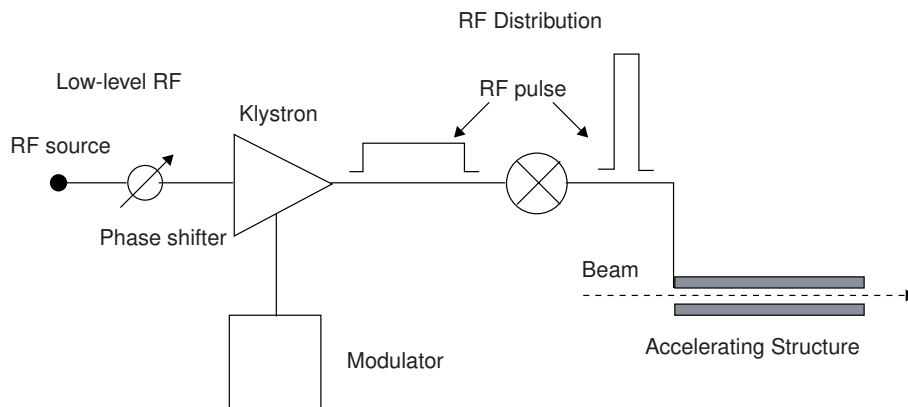 RF Distribution
Low-level RF
RF pulse
Klystron
RF source
Phase shifter
Beam
Modulator
Accelerating Structure